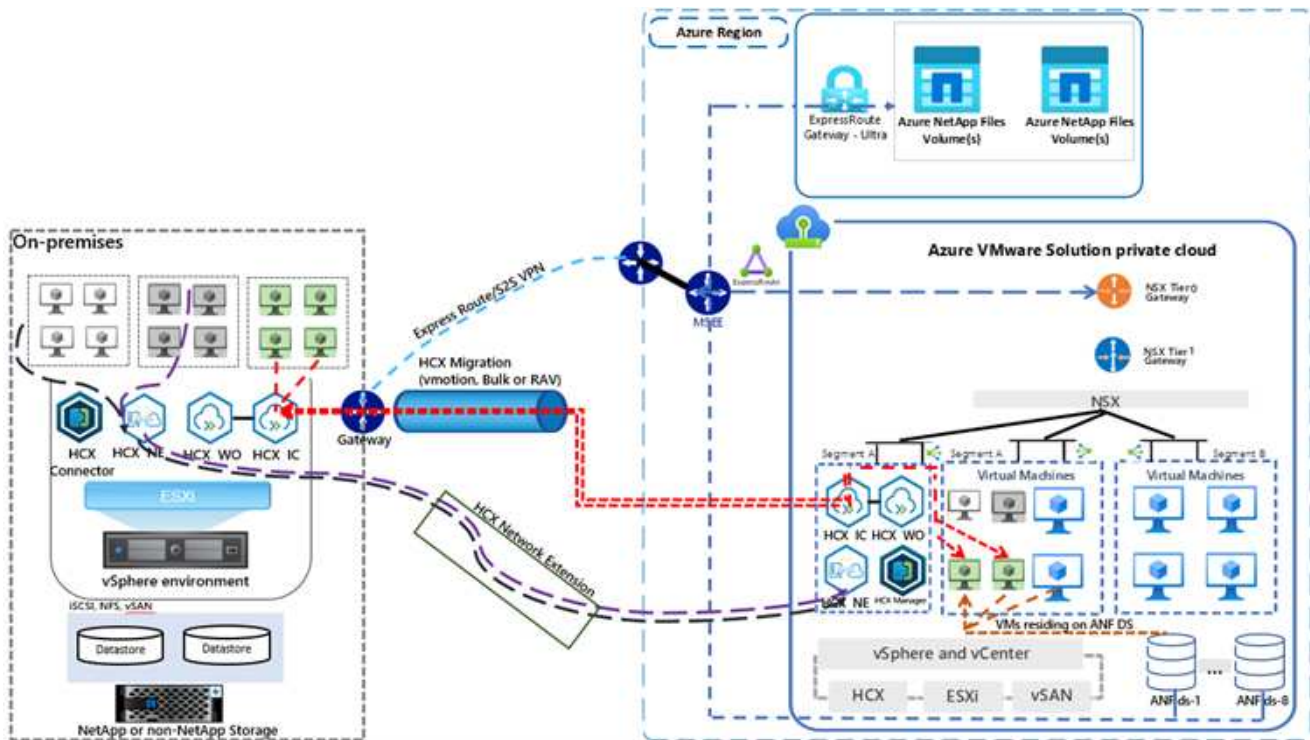 Azure Region
ExpressRoute
Gateway - Ultra
Azure NetApp Files
Volume(s)
Azure NetApp Files
Volume(s)
On-premises
Azure VMware Solution private cloud
Express Route/S2S VPN
ExpressRoute
MSEE
NSX Tier0
Gateway
NSX Tier1
Gateway
HCX Migration
(vmotion, Bulk or RAV)
Gateway
NSX
HCX
Connector
HCX NE
HCX WO
HCX IC
Segment A
Segment A
Segment B
Virtual Machines
Virtual Machines
ESXi
vSphere environment
HCX Network Extension
HCX IC
HCX WO
HCX NE
HCX Manager
iSCSI, NFS, vSAN
Datastore
Datastore
NetApp or non-NetApp Storage
VMs residing on ANF DS
vSphere and vCenter
HCX
ESXi
vSAN
...
ANF ds-1
ANF ds-8